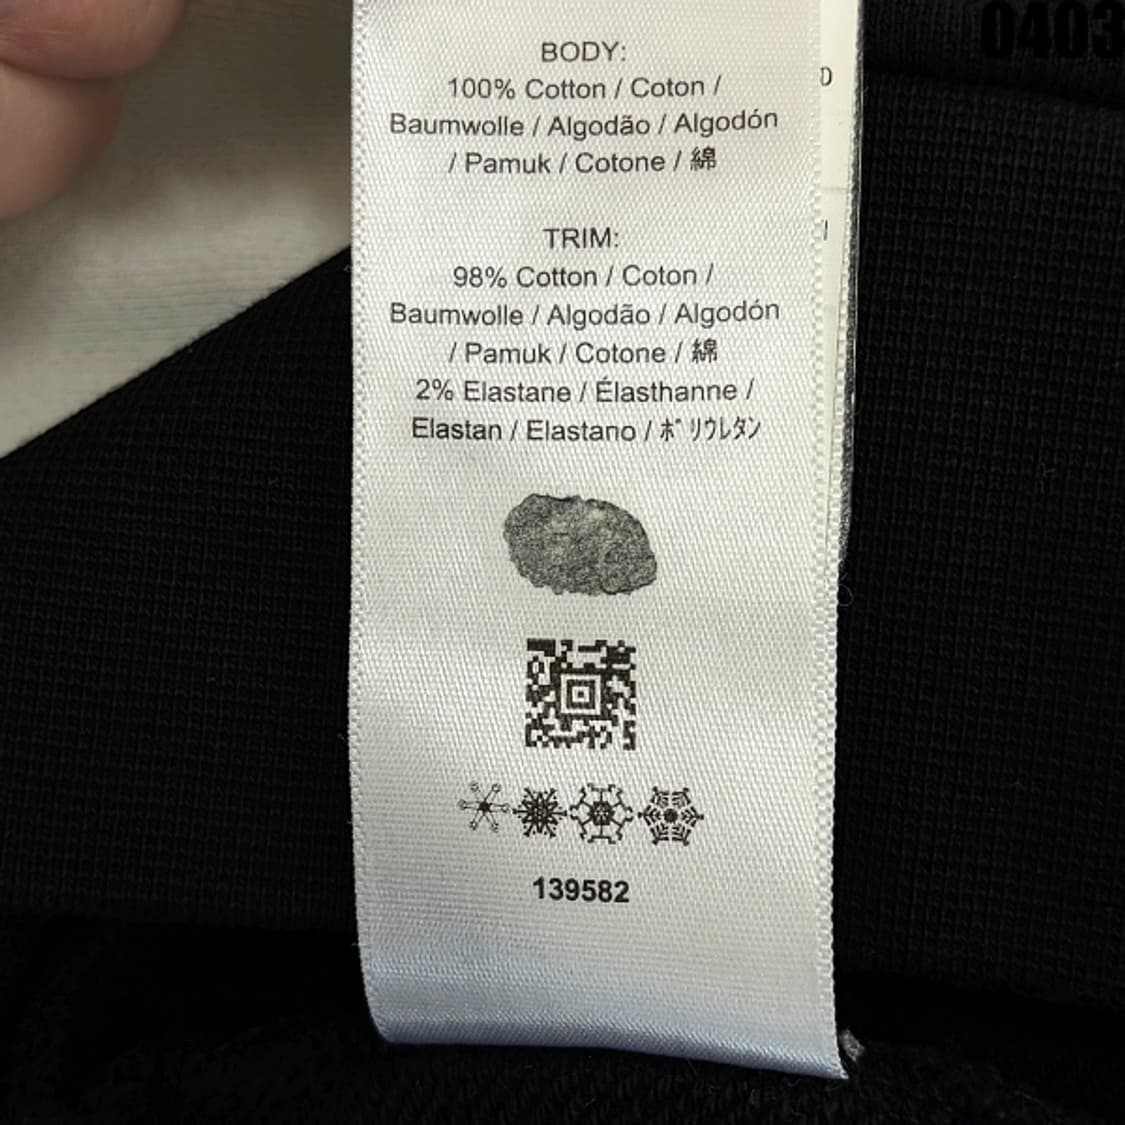 0403
BODY:
100% Cotton / Coton /
Baumwolle / Algodão / Algodón
/ Pamuk / Cotone / 綿
TRIM:
98% Cotton / Coton /
Baumwolle / Algodão / Algodón
/ Pamuk / Cotone / 綿
2% Elastane / Élasthanne /
Elastan / Elastano / ﾎﾟﾘｳﾚﾀﾝ
139582